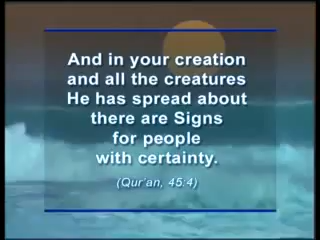 And in your creation
and all the creatures
He has spread about
there are Signs
for people
with certainty.
(Qur'an, 45:4)